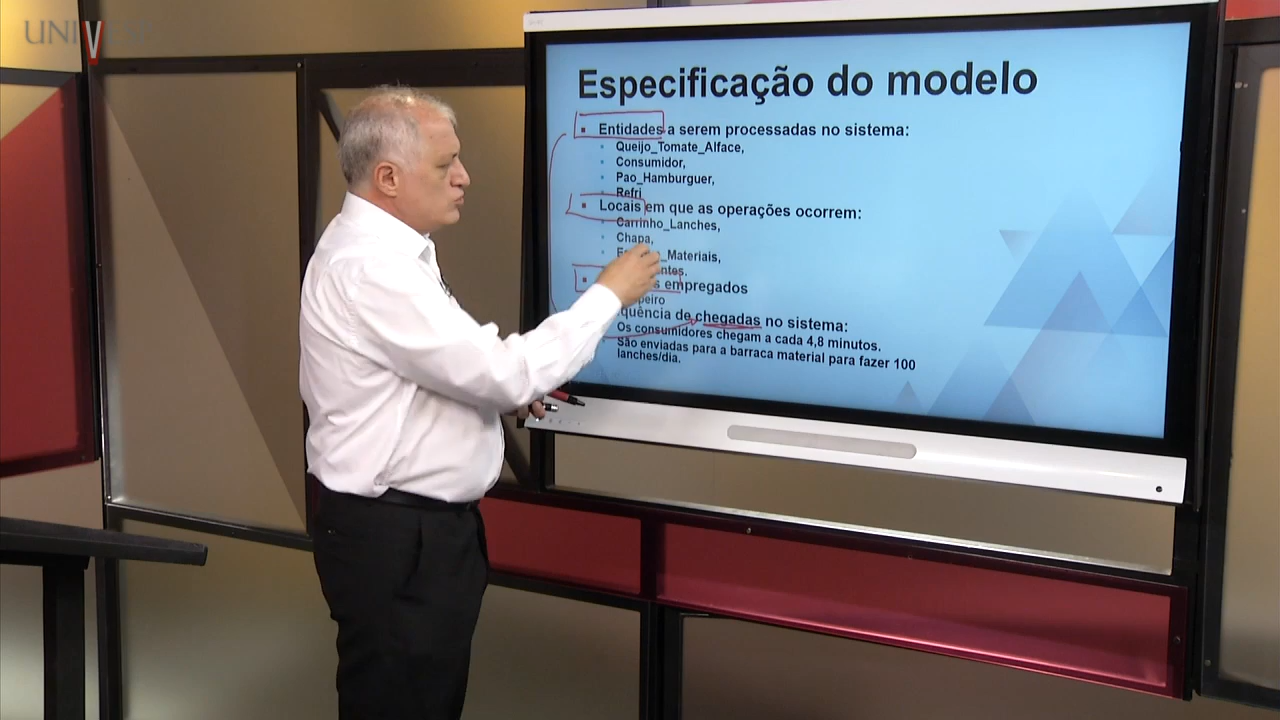 UNIVESP
Especificação do modelo
Entidades a serem processadas no sistema:
Queijo_Tomate_Alface,
Consumidor,
Pao_Hamburguer,
Refri
Locais em que as operações ocorrem:
Carrinho_Lanches,
Chapa,
_Materiais,
empregados
de chegadas no sistema:
Os consumidores chegam a cada 4,8 minutos.
São enviadas para a barraca material para fazer 100
lanches/dia.